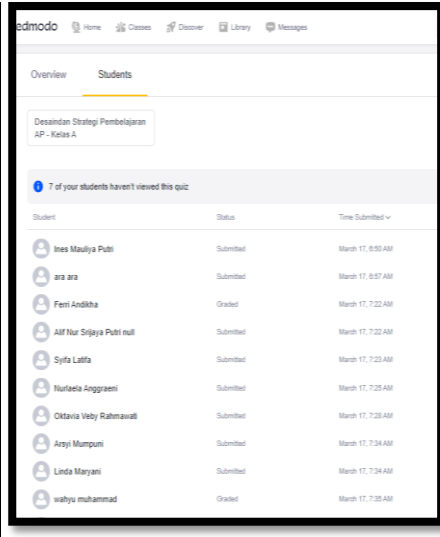 edmodo Home Classes Discover Library Messages
Overview Students
Desaindan Strategi Pembelajaran
AP - Kelas A
7 of your students haven't viewed this quiz
Student Status Time Submitted
Ines Mauliya Putri Submitted March 17, 6:50 AM
ara ara Submitted March 17, 6:57 AM
Ferri Andikha Graded March 17, 7:22 AM
Alif Nur Srijaya Putri null Submitted March 17, 7:22 AM
Syifa Latifa Submitted March 17, 7:23 AM
Nurlaela Anggraeni Submitted March 17, 7:25 AM
Oktavia Veby Rahmawati Submitted March 17, 7:28 AM
Arsyi Mumpuni Submitted March 17, 7:34 AM
Linda Maryani Submitted March 17, 7:34 AM
wahyu muhammad Graded March 17, 7:35 AM